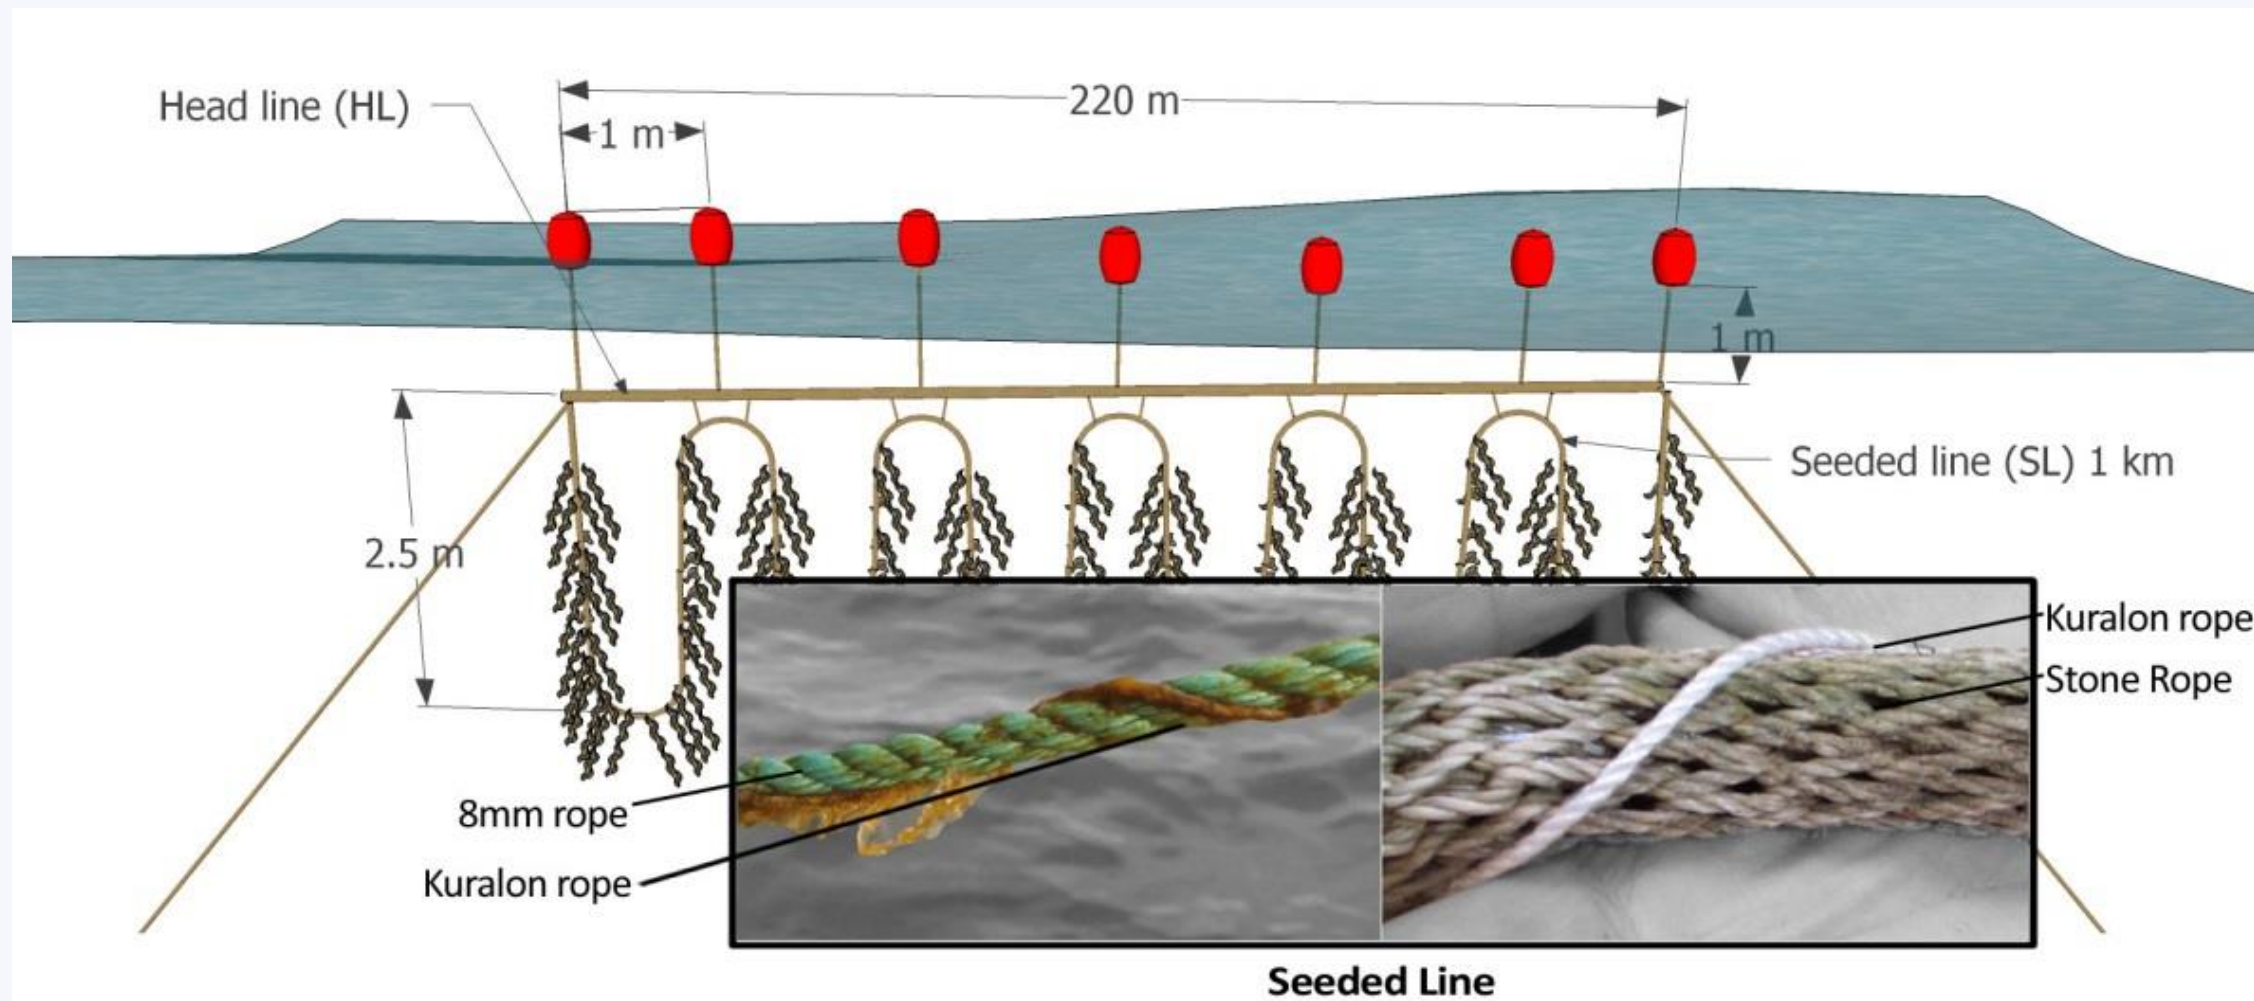 Head line (HL)
220 m
1 m
1 m
Seeded line (SL) 1 km
2.5 m
Kuralon rope
Stone Rope
8mm rope
Kuralon rope
Seeded Line